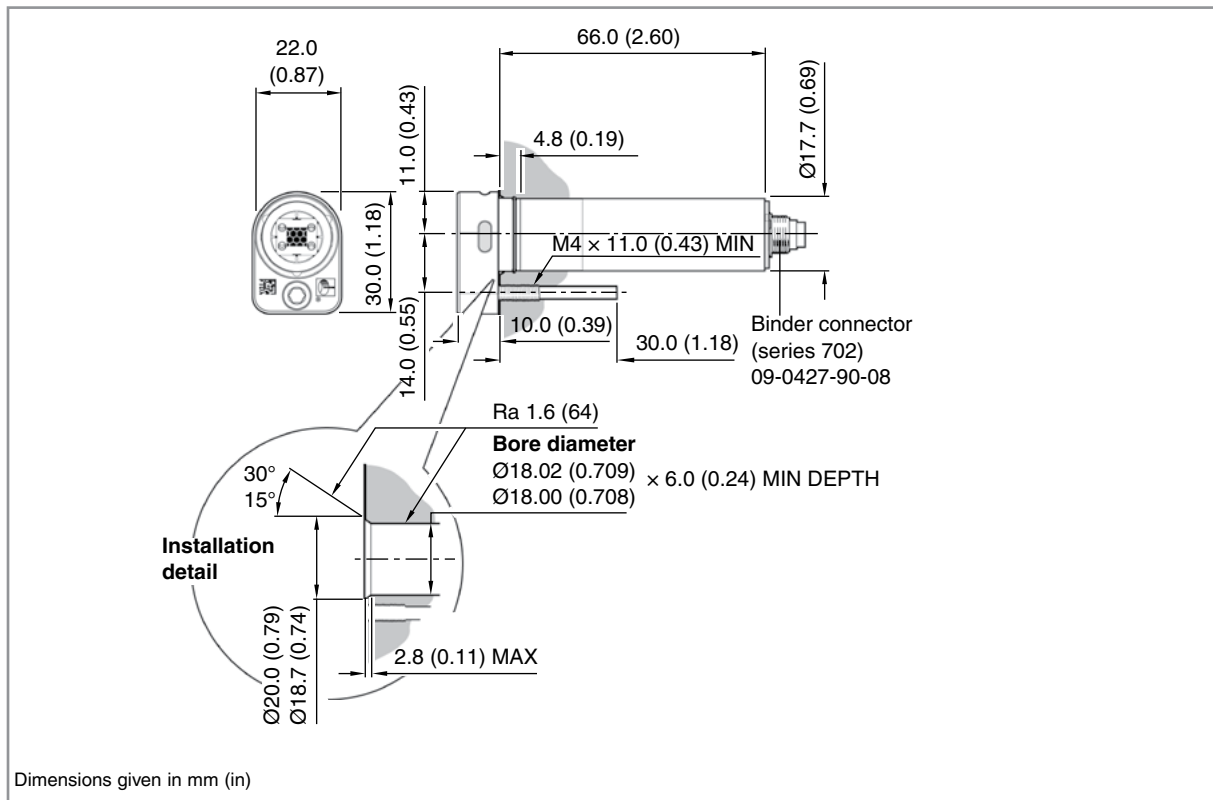 66.0 (2.60)
22.0
(0.87)
11.0 (0.43)
4.8 (0.19)
Ø17.7 (0.69)
30.0 (1.18)
M4 × 11.0 (0.43) MIN
14.0 (0.55)
10.0 (0.39)
30.0 (1.18)
Binder connector
(series 702)
09-0427-90-08
Ra 1.6 (64)
Bore diameter
Ø18.02 (0.709)
Ø18.00 (0.708)
× 6.0 (0.24) MIN DEPTH
30°
15°
Installation
detail
Ø20.0 (0.79)
Ø18.7 (0.74)
2.8 (0.11) MAX
Dimensions given in mm (in)